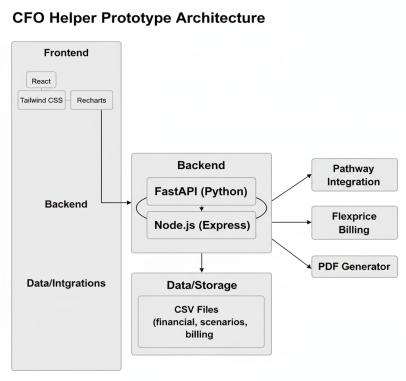 CFO Helper Prototype Architecture
Frontend
React
Tailwind CSS
Recharts
Backend
Data/Intgrations
Backend
FastAPI (Python)
Node.js (Express)
Data/Storage
CSV Files
(financial, scenarios,
billing
Pathway
Integration
Flexprice
Billing
PDF Generator